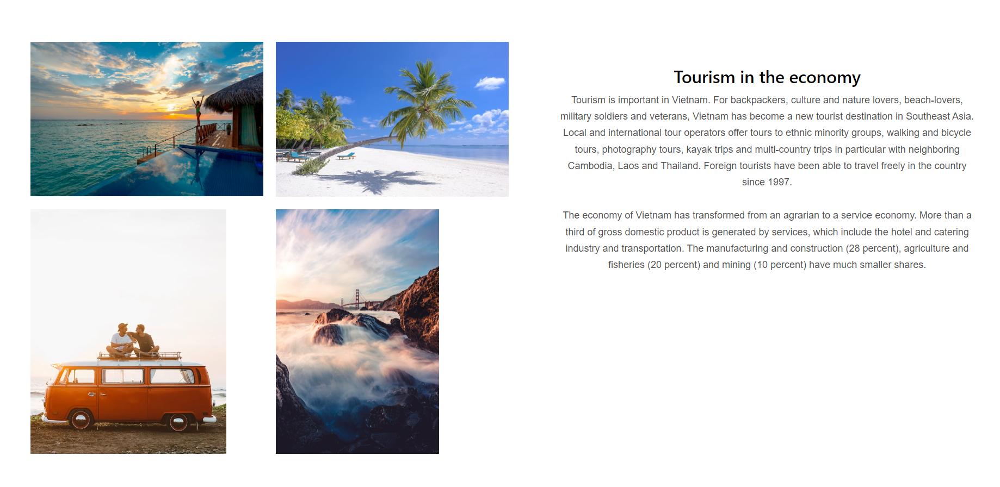 Tourism in the economy
Tourism is important in Vietnam. For backpackers, culture and nature lovers, beach-lovers,
military soldiers and veterans, Vietnam has become a new tourist destination in Southeast Asia.
Local and international tour operators offer tours to ethnic minority groups, walking and bicycle
tours, photography tours, kayak trips and multi-country trips in particular with neighboring
Cambodia, Laos and Thailand. Foreign tourists have been able to travel freely in the country
since 1997.
The economy of Vietnam has transformed from an agrarian to a service economy. More than a
third of gross domestic product is generated by services, which include the hotel and catering
industry and transportation. The manufacturing and construction (28 percent), agriculture and
fisheries (20 percent) and mining (10 percent) have much smaller shares.